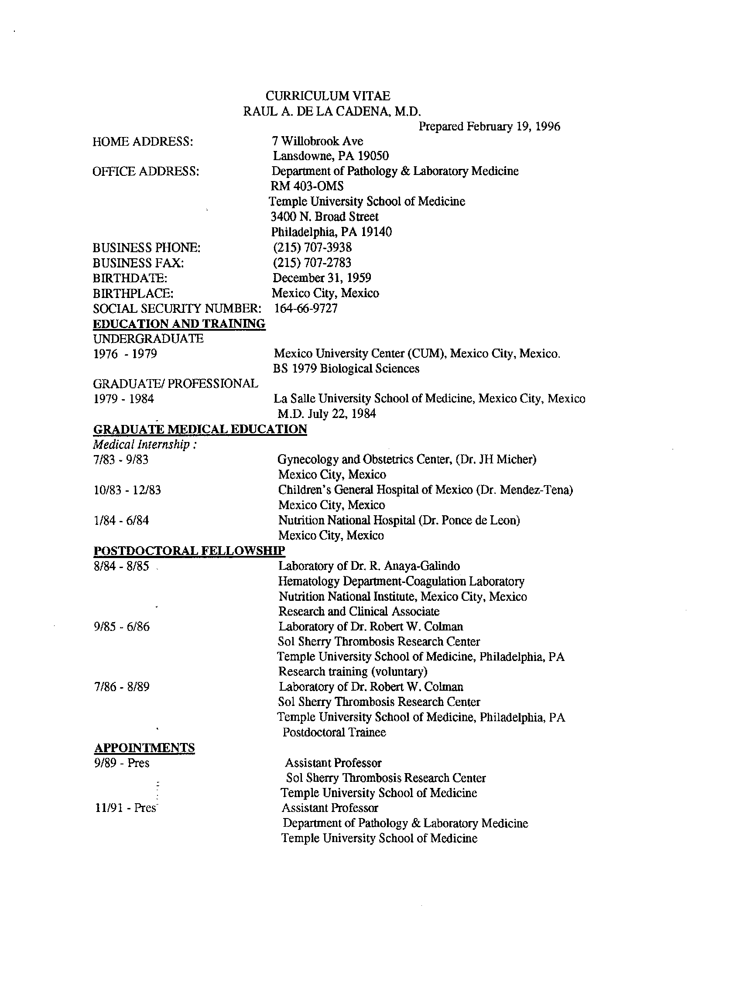 CURRICULUM VITAE
RAUL A. DE LA CADENA, M.D.
Prepared February 19, 1996
HOME ADDRESS: 7 Willobrook Ave
Lansdowne, PA 19050
OFFICE ADDRESS: Department of Pathology & Laboratory Medicine
RM 403-OMS
Temple University School of Medicine
3400 N. Broad Street
Philadelphia, PA 19140
BUSINESS PHONE: (215) 707-3938
BUSINESS FAX: (215) 707-2783
BIRTHDATE: December 31, 1959
BIRTHPLACE: Mexico City, Mexico
SOCIAL SECURITY NUMBER: 164-66-9727
EDUCATION AND TRAINING
UNDERGRADUATE
1976 - 1979 Mexico University Center (CUM), Mexico City, Mexico.
BS 1979 Biological Sciences
GRADUATE/ PROFESSIONAL
1979 - 1984 La Salle University School of Medicine, Mexico City, Mexico
M.D. July 22, 1984
GRADUATE MEDICAL EDUCATION
Medical Internship :
7/83 - 9/83 Gynecology and Obstetrics Center, (Dr. JH Micher)
Mexico City, Mexico
10/83 - 12/83 Children's General Hospital of Mexico (Dr. Mendez-Tena)
Mexico City, Mexico
1/84 - 6/84 Nutrition National Hospital (Dr. Ponce de Leon)
Mexico City, Mexico
POSTDOCTORAL FELLOWSHIP
8/84 - 8/85 Laboratory of Dr. R. Anaya-Galindo
Hematology Department-Coagulation Laboratory
Nutrition National Institute, Mexico City, Mexico
Research and Clinical Associate
9/85 - 6/86 Laboratory of Dr. Robert W. Colman
Sol Sherry Thrombosis Research Center
Temple University School of Medicine, Philadelphia, PA
Research training (voluntary)
7/86 - 8/89 Laboratory of Dr. Robert W. Colman
Sol Sherry Thrombosis Research Center
Temple University School of Medicine, Philadelphia, PA
Postdoctoral Trainee
APPOINTMENTS
9/89 - Pres Assistant Professor
Sol Sherry Thrombosis Research Center
Temple University School of Medicine
11/91 - Pres Assistant Professor
Department of Pathology & Laboratory Medicine
Temple University School of Medicine